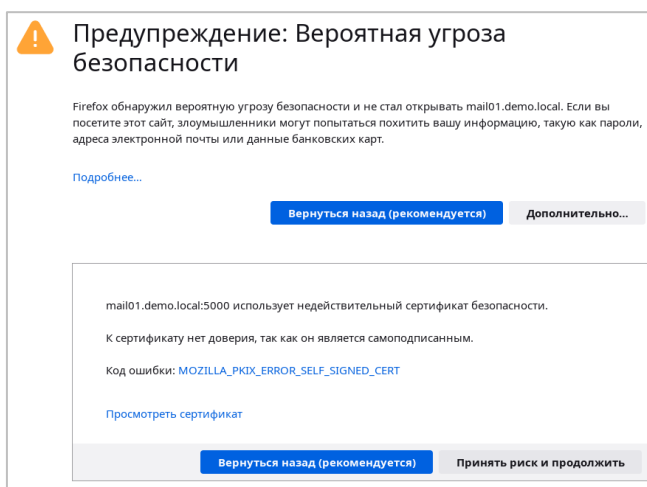 Предупреждение: Вероятная угроза
безопасности
Firefox обнаружил вероятную угрозу безопасности и не стал открывать mail01.demo.local. Если вы
посетите этот сайт, злоумышленники могут попытаться похитить вашу информацию, такую как пароли,
адреса электронной почты или данные банковских карт.
Подробнее...
Вернуться назад (рекомендуется) Дополнительно...
mail01.demo.local:5000 использует недействительный сертификат безопасности.
К сертификату нет доверия, так как он является самоподписанным.
Код ошибки: MOZILLA_PKIX_ERROR_SELF_SIGNED_CERT
Просмотреть сертификат
Вернуться назад (рекомендуется) Принять риск и продолжить